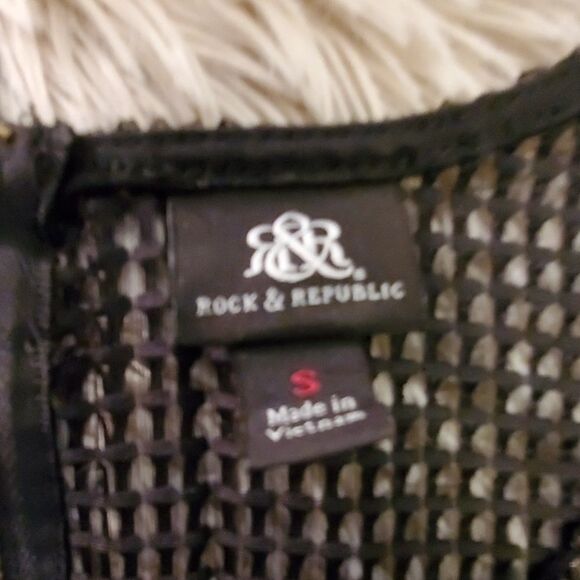 R&R
ROCK & REPUBLIC
S
Made in
Vietnam